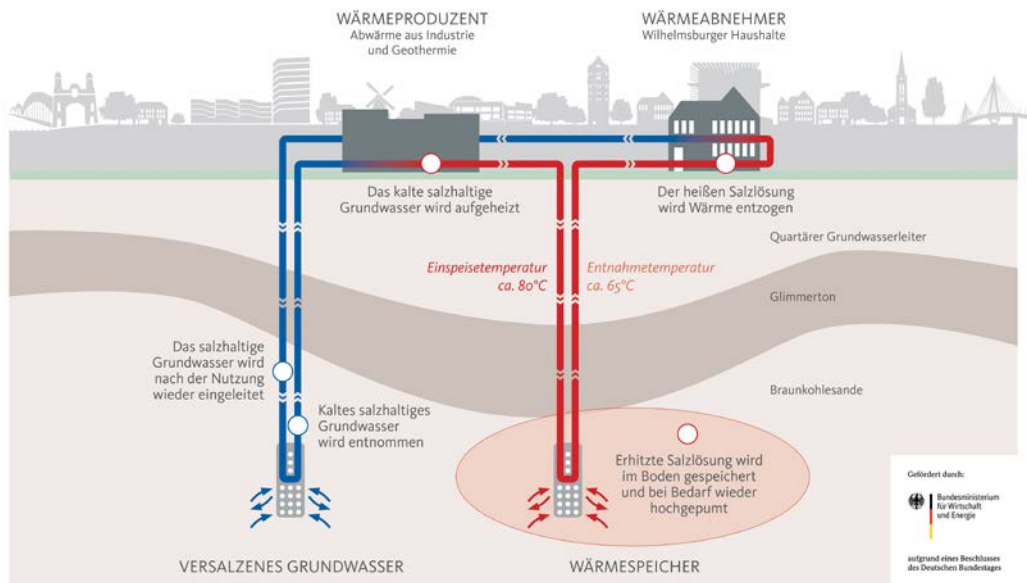 WÄRMEPRODUZENT
Abwärme aus Industrie
und Geothermie
WÄRMEABNEHMER
Wilhelmsburger Haushalte
Das kalte salzhaltige
Grundwasser wird aufgeheizt
Der heißen Salzlösung
wird Wärme entzogen
Quartärer Grundwasserleiter
Einspeisetemperatur
ca. 80°C
Entnahmetemperatur
ca. 65°C
Glimmerton
Das salzhaltige
Grundwasser wird
nach der Nutzung
wieder eingeleitet
Braunkohlesande
Kaltes salzhaltiges
Grundwasser
wird entnommen
Erhitzte Salzlösung wird
im Boden gespeichert
und bei Bedarf wieder
hochgepumt
Gefördert durch:
Bundesministerium
für Wirtschaft
und Energie
aufgrund eines Beschlusses
des Deutschen Bundestages
VERSALZENES GRUNDWASSER
WÄRMESPEICHER